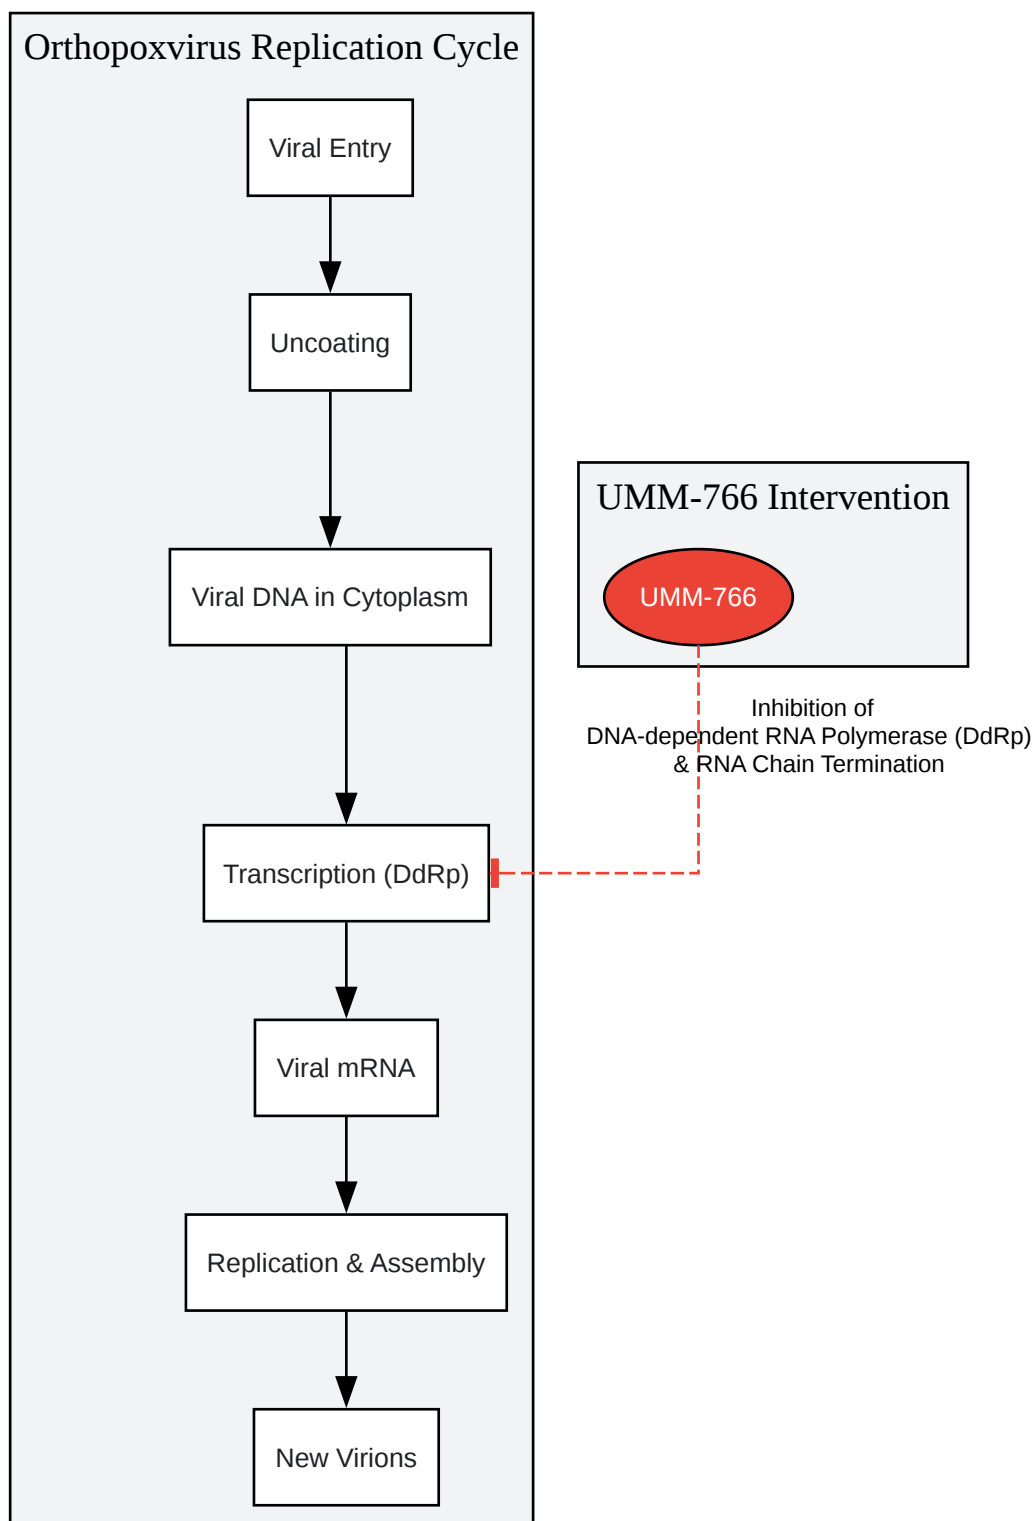 Orthopoxvirus Replication Cycle
Viral Entry
Uncoating
Viral DNA in Cytoplasm
Transcription (DdRp)
Viral mRNA
Replication & Assembly
New Virions
UMM-766 Intervention
UMM-766
Inhibition of
DNA-dependent RNA Polymerase (DdRp)
& RNA Chain Termination